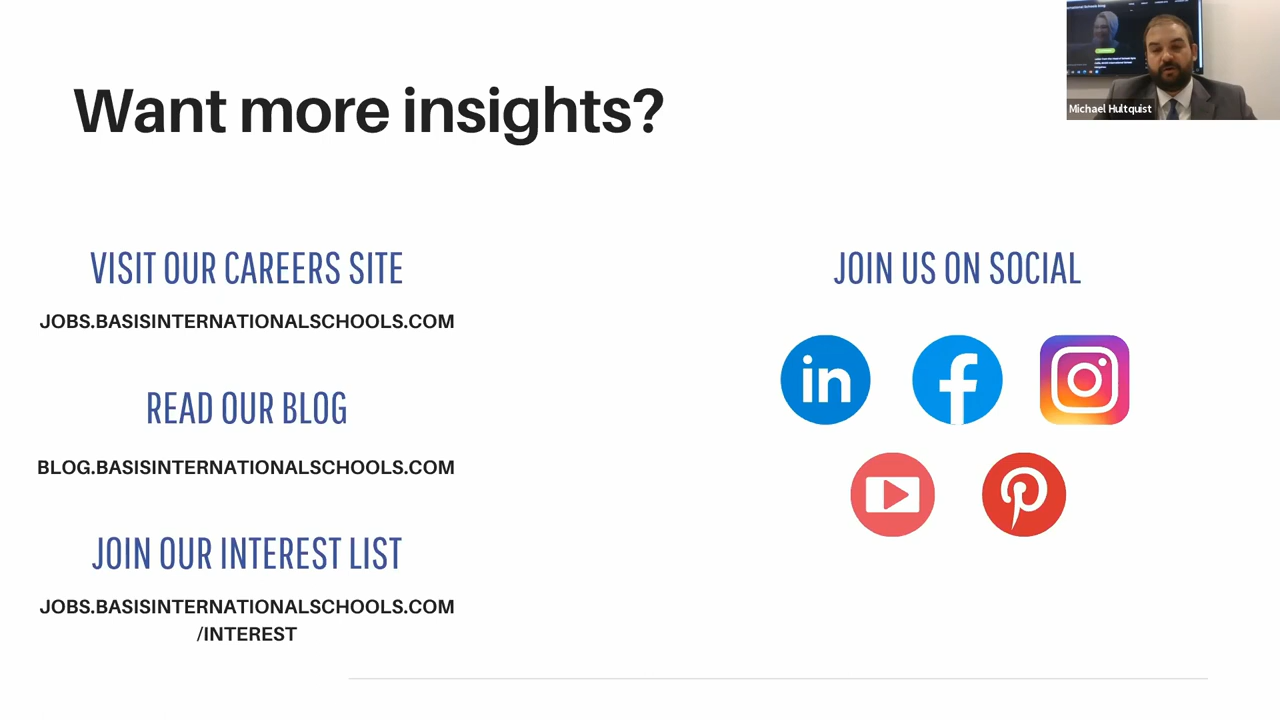 Want more insights?
VISIT OUR CAREERS SITE
JOBS.BASISINTERNATIONALSCHOOLS.COM
READ OUR BLOG
BLOG.BASISINTERNATIONALSCHOOLS.COM
JOIN OUR INTEREST LIST
JOBS.BASISINTERNATIONALSCHOOLS.COM
/INTEREST
JOIN US ON SOCIAL
in
Michael Hultquist